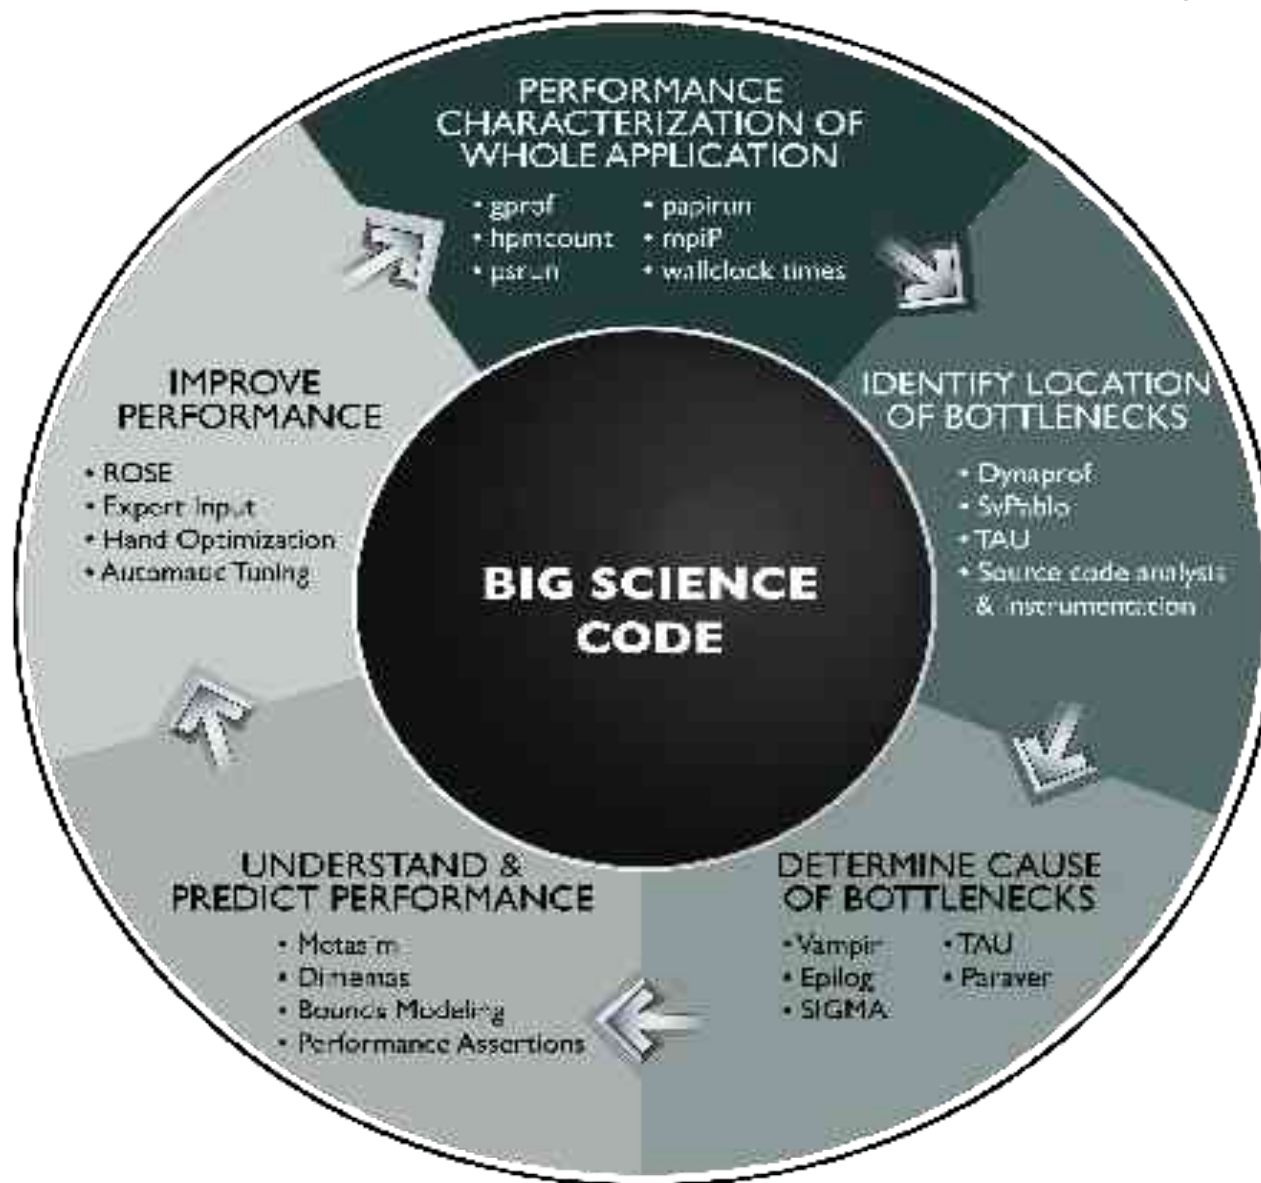 PERFORMANCE
CHARACTERIZATION OF
WHOLE APPLICATION
• gprof
• hpmcount
• psrun
• papirun
• mpiP
• wallclock times
IDENTIFY LOCATION
OF BOTTLENECKS
• Dynaprof
• SvPablo
• TAU
• Source code analysis
& instrumentation
DETERMINE CAUSE
OF BOTTLENECKS
• Vampir
• Epilog
• SIGMA
• TAU
• Paraver
UNDERSTAND &
PREDICT PERFORMANCE
• Metasim
• Dimemas
• Bounds Modeling
• Performance Assertions
IMPROVE
PERFORMANCE
• ROSE
• Expert Input
• Hand Optimization
• Automatic Tuning
BIG SCIENCE
CODE